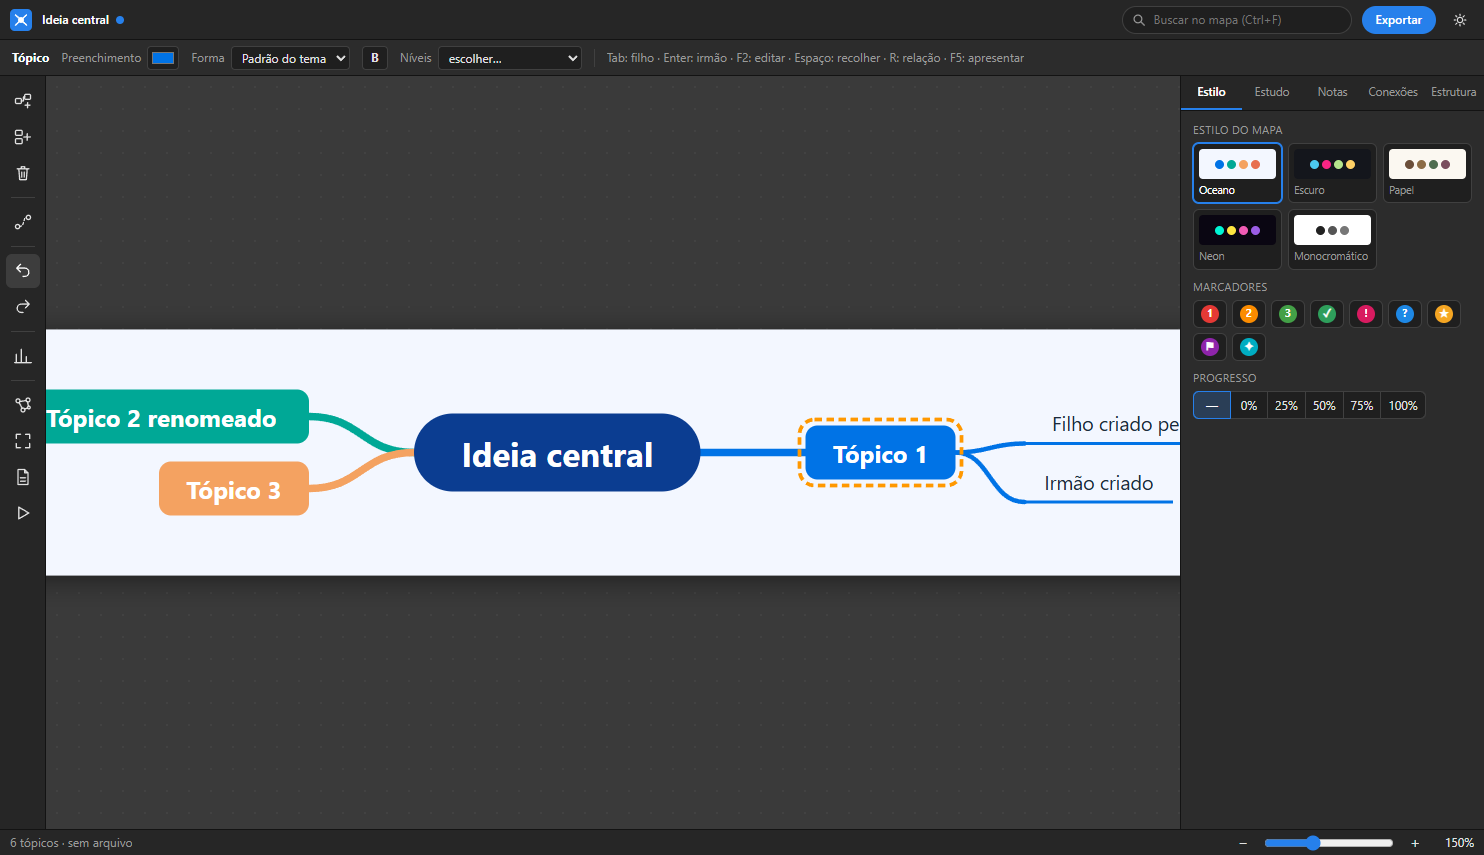 Ideia central
Buscar no mapa (Ctrl+F)
Exportar
Tópico
Preenchimento
Forma
Padrão do tema
B
Níveis
escolher...
Tab: filho · Enter: irmão · F2: editar · Espaço: recolher · R: relação · F5: apresentar
Estilo
Estudo
Notas
Conexões
Estrutura
ESTILO DO MAPA
Oceano
Escuro
Papel
Neon
Monocromático
MARCADORES
1
2
3
!
?
PROGRESSO
—
0%
25%
50%
75%
100%
Tópico 2 renomeado
Tópico 3
Ideia central
Tópico 1
Filho criado pe
Irmão criado
6 tópicos · sem arquivo
−
+
150%